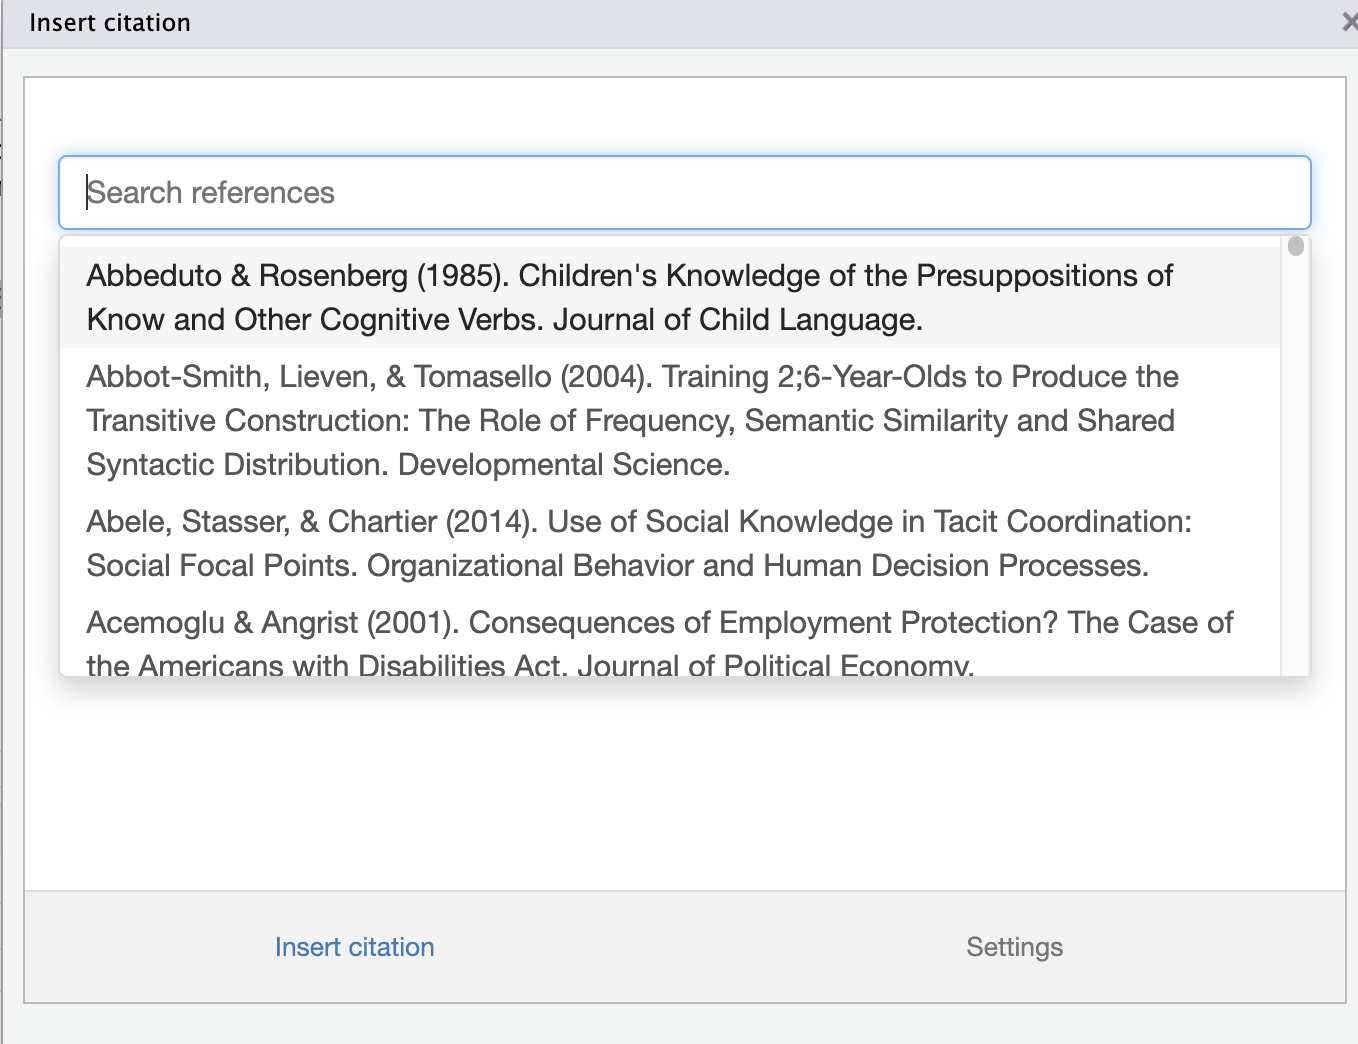 Insert citation
Search references
Abbeduto & Rosenberg (1985). Children's Knowledge of the Presuppositions of
Know and Other Cognitive Verbs. Journal of Child Language.
Abbot-Smith, Lieven, & Tomasello (2004). Training 2;6-Year-Olds to Produce the
Transitive Construction: The Role of Frequency, Semantic Similarity and Shared
Syntactic Distribution. Developmental Science.
Abele, Stasser, & Chartier (2014). Use of Social Knowledge in Tacit Coordination:
Social Focal Points. Organizational Behavior and Human Decision Processes.
Acemoglu & Angrist (2001). Consequences of Employment Protection? The Case of
the Americans with Disabilities Act. Journal of Political Economy.
Insert citation
Settings